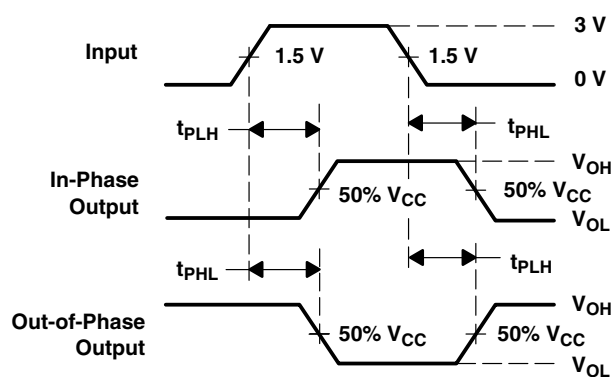 3 V
Input
1.5 V
1.5 V
0 V
tPLH
tPHL
VOH
In-Phase
Output
50% VCC
50% VCC
VOL
tPHL
tPLH
VOH
Out-of-Phase
Output
50% VCC
50% VCC
VOL